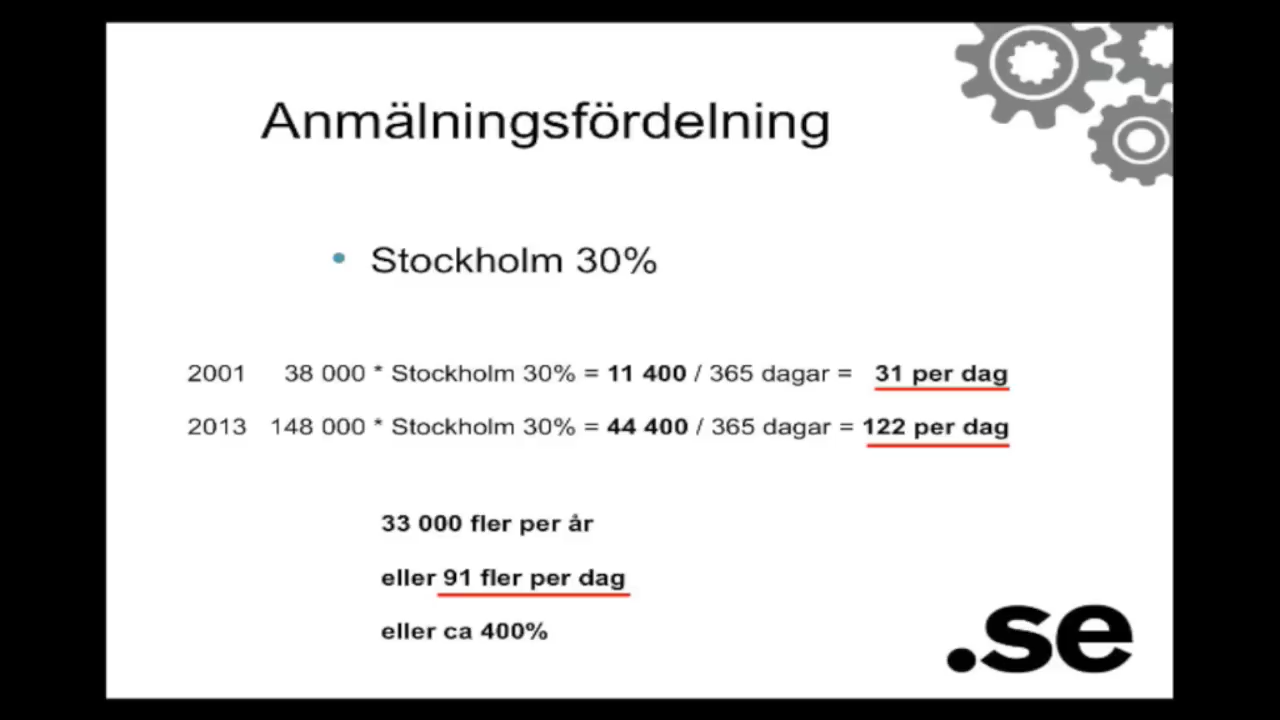 Anmälningsfördelning
• Stockholm 30%
2001 38 000 * Stockholm 30% = 11 400 / 365 dagar = 31 per dag
2013 148 000 * Stockholm 30% = 44 400 / 365 dagar = 122 per dag
33 000 fler per år
eller 91 fler per dag
eller ca 400%
.se